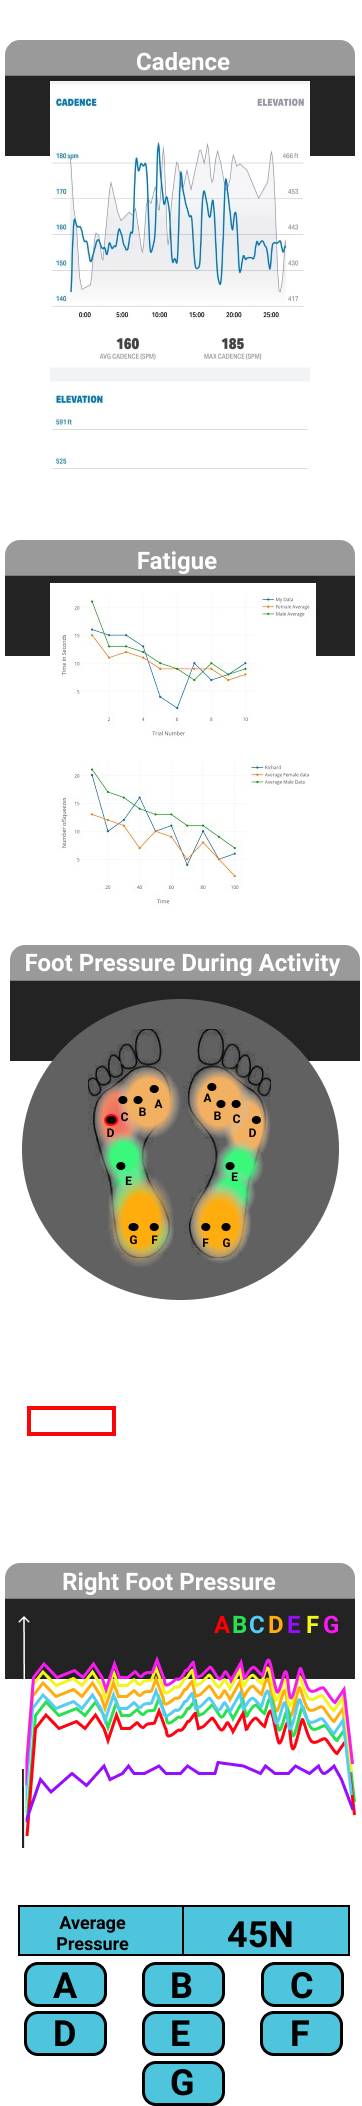 Cadence
CADENCE ELEVATION
180 spm 466 ft
170 453
160 443
150 430
140 417
0:00 5:00 10:00 15:00 20:00 25:00
160 185
AVG CADENCE (SPM) MAX CADENCE (SPM)
ELEVATION
591 ft
525
Fatigue
My Data
Female Average
Male Average
20
15
10
5
Time in Seconds
2 4 6 8 10
Trial Number
Richard
Average Female data
Average Male Data
20
15
10
5
Number of Squeezes
20 40 60 80 100
Time
Foot Pressure During Activity
A B C D E F G
A B C D E F G
Right Foot Pressure
A B C D E F G
Average
Pressure
45N
A B C
D E F
G